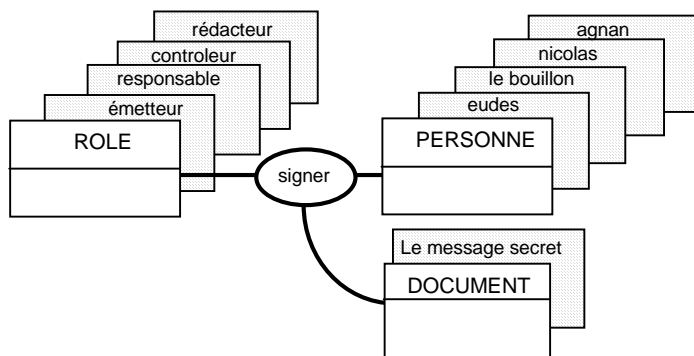 rédacteur
controleur
responsable
émetteur
ROLE
signer
agnan
nicolas
le bouillon
eudes
PERSONNE
Le message secret
DOCUMENT